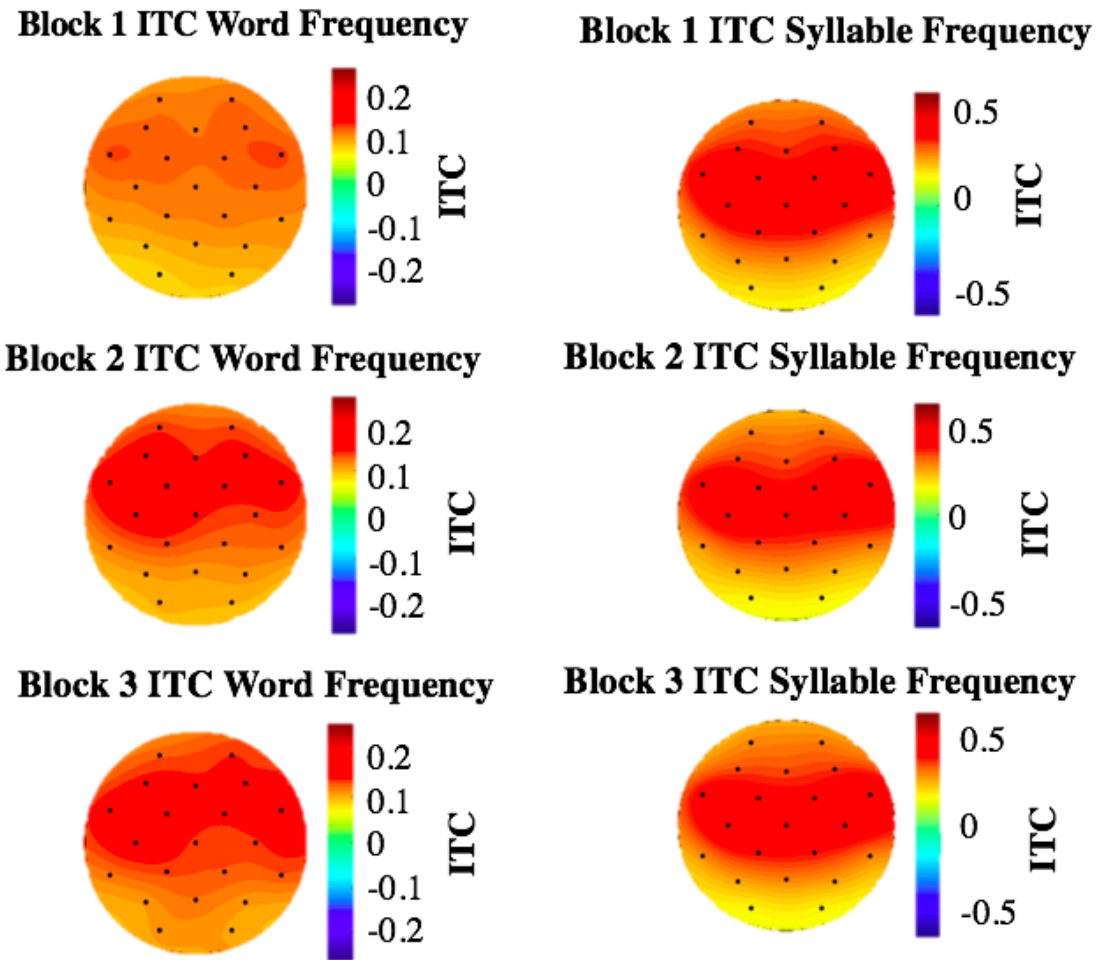 Block 1 ITC Word Frequency
0.2
0.1
0
-0.1
-0.2
ITC
Block 1 ITC Syllable Frequency
0.5
0
-0.5
ITC
Block 2 ITC Word Frequency
0.2
0.1
0
-0.1
-0.2
ITC
Block 2 ITC Syllable Frequency
0.5
0
-0.5
ITC
Block 3 ITC Word Frequency
0.2
0.1
0
-0.1
-0.2
ITC
Block 3 ITC Syllable Frequency
0.5
0
-0.5
ITC